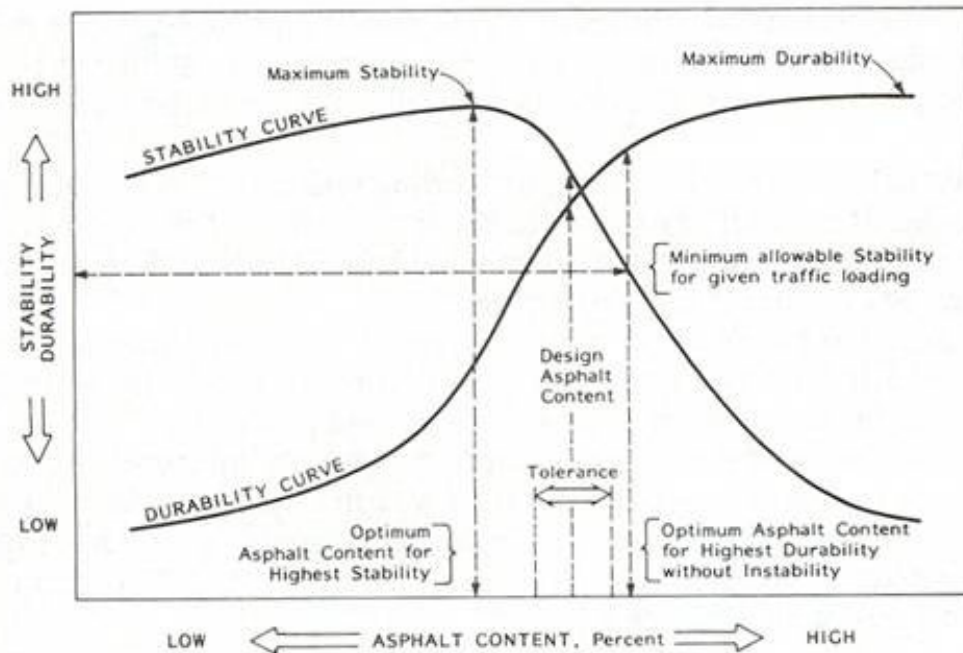 Maximum Stability
Maximum Durability
HIGH
STABILITY CURVE
STABILITY
DURABILITY
Minimum allowable Stability
for given traffic loading
Design
Asphalt
Content
Tolerance
DURABILITY CURVE
LOW
Optimum
Asphalt Content for
Highest Stability
Optimum Asphalt Content
for Highest Durability
without Instability
LOW
ASPHALT CONTENT, Percent
HIGH